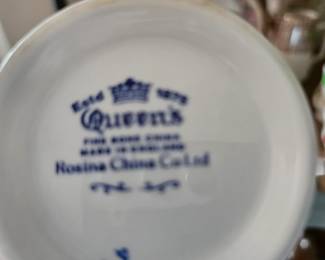 Estd 1875
Queen's
FINE BONE CHINA
MADE IN ENGLAND
Rosina China Co Ltd